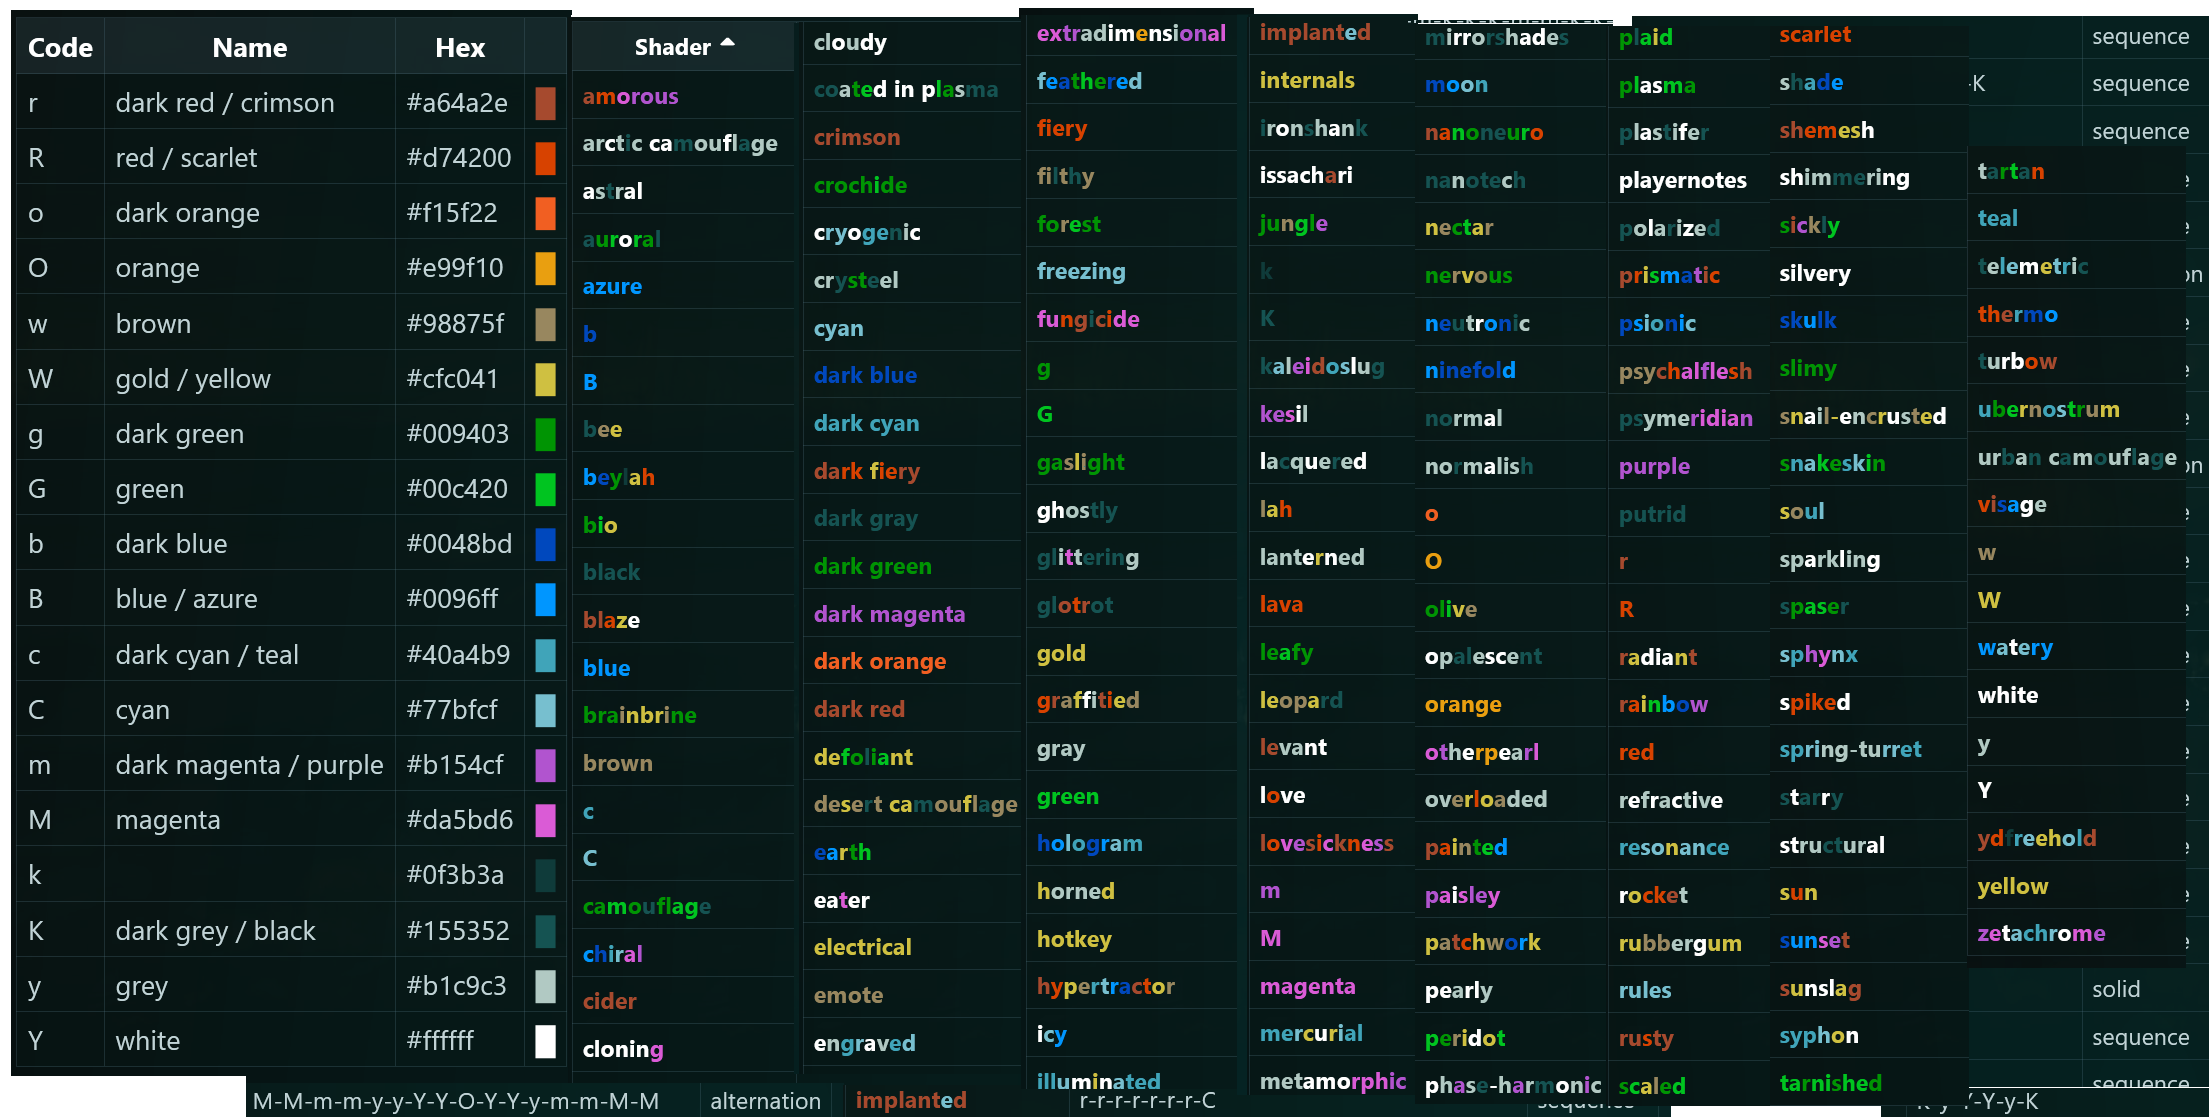 Code Name Hex
r dark red / crimson #a64a2e
R red / scarlet #d74200
o dark orange #f15f22
O orange #e99f10
w brown #98875f
W gold / yellow #cfc041
g dark green #009403
G green #00c420
b dark blue #0048bd
B blue / azure #0096ff
c dark cyan / teal #40a4b9
C cyan #77bfcf
m dark magenta / purple #b154cf
M magenta #da5bd6
k #0f3b3a
K dark grey / black #155352
y grey #b1c9c3
Y white #ffffff
Shader
amorous
arctic camouflage
astral
auroral
azure
b
B
bee
beylah
bio
black
blaze
blue
brainbrine
brown
c
C
camouflage
chiral
cider
cloning
cloudy
coated in plasma
crimson
crochide
cryogenic
crysteel
cyan
dark blue
dark cyan
dark fiery
dark gray
dark green
dark magenta
dark orange
dark red
defoliant
desert camouflage
earth
eater
electrical
emote
engraved
extradimensional
feathered
fiery
filthy
forest
freezing
fungicide
g
G
gaslight
ghostly
glittering
glotrot
gold
graffitied
gray
green
hologram
horned
hotkey
hypertractor
icy
illuminated
implanted
internals
ironshank
issachari
jungle
k
K
kaleidoslug
kesil
lacquered
lah
lanterned
lava
leafy
leopard
levant
love
lovesickness
m
M
magenta
mercurial
metamorphic
mirrorshades
moon
nanoneuro
nanotech
nectar
nervous
neutronic
ninefold
normal
normalish
o
O
olive
opalescent
orange
otherpearl
overloaded
painted
paisley
patchwork
pearly
peridot
phase-harmonic
plaid
plasma
plastifer
playernotes
polarized
prismatic
psionic
psychalflesh
psymeridian
purple
putrid
r
R
radiant
rainbow
red
refractive
resonance
rocket
rubbergum
rules
rusty
scaled
scarlet
shade
shemesh
shimmering
sickly
silvery
skulk
slimy
snail-encrusted
snakeskin
soul
sparkling
spaser
sphynx
spiked
spring-turret
starry
structural
sun
sunset
sunslag
syphon
tarnished
tartan
teal
telemetric
thermo
turbow
ubernostrum
urban camouflage
visage
w
W
watery
white
y
Y
ydfreehold
yellow
zetachrome
sequence
-K sequence
sequence
solid
sequence
sequence
M-M-m-m-y-y-Y-Y-O-Y-Y-y-m-m-M-M alternation implanted r-r-r-r-r-r-r-C sequence